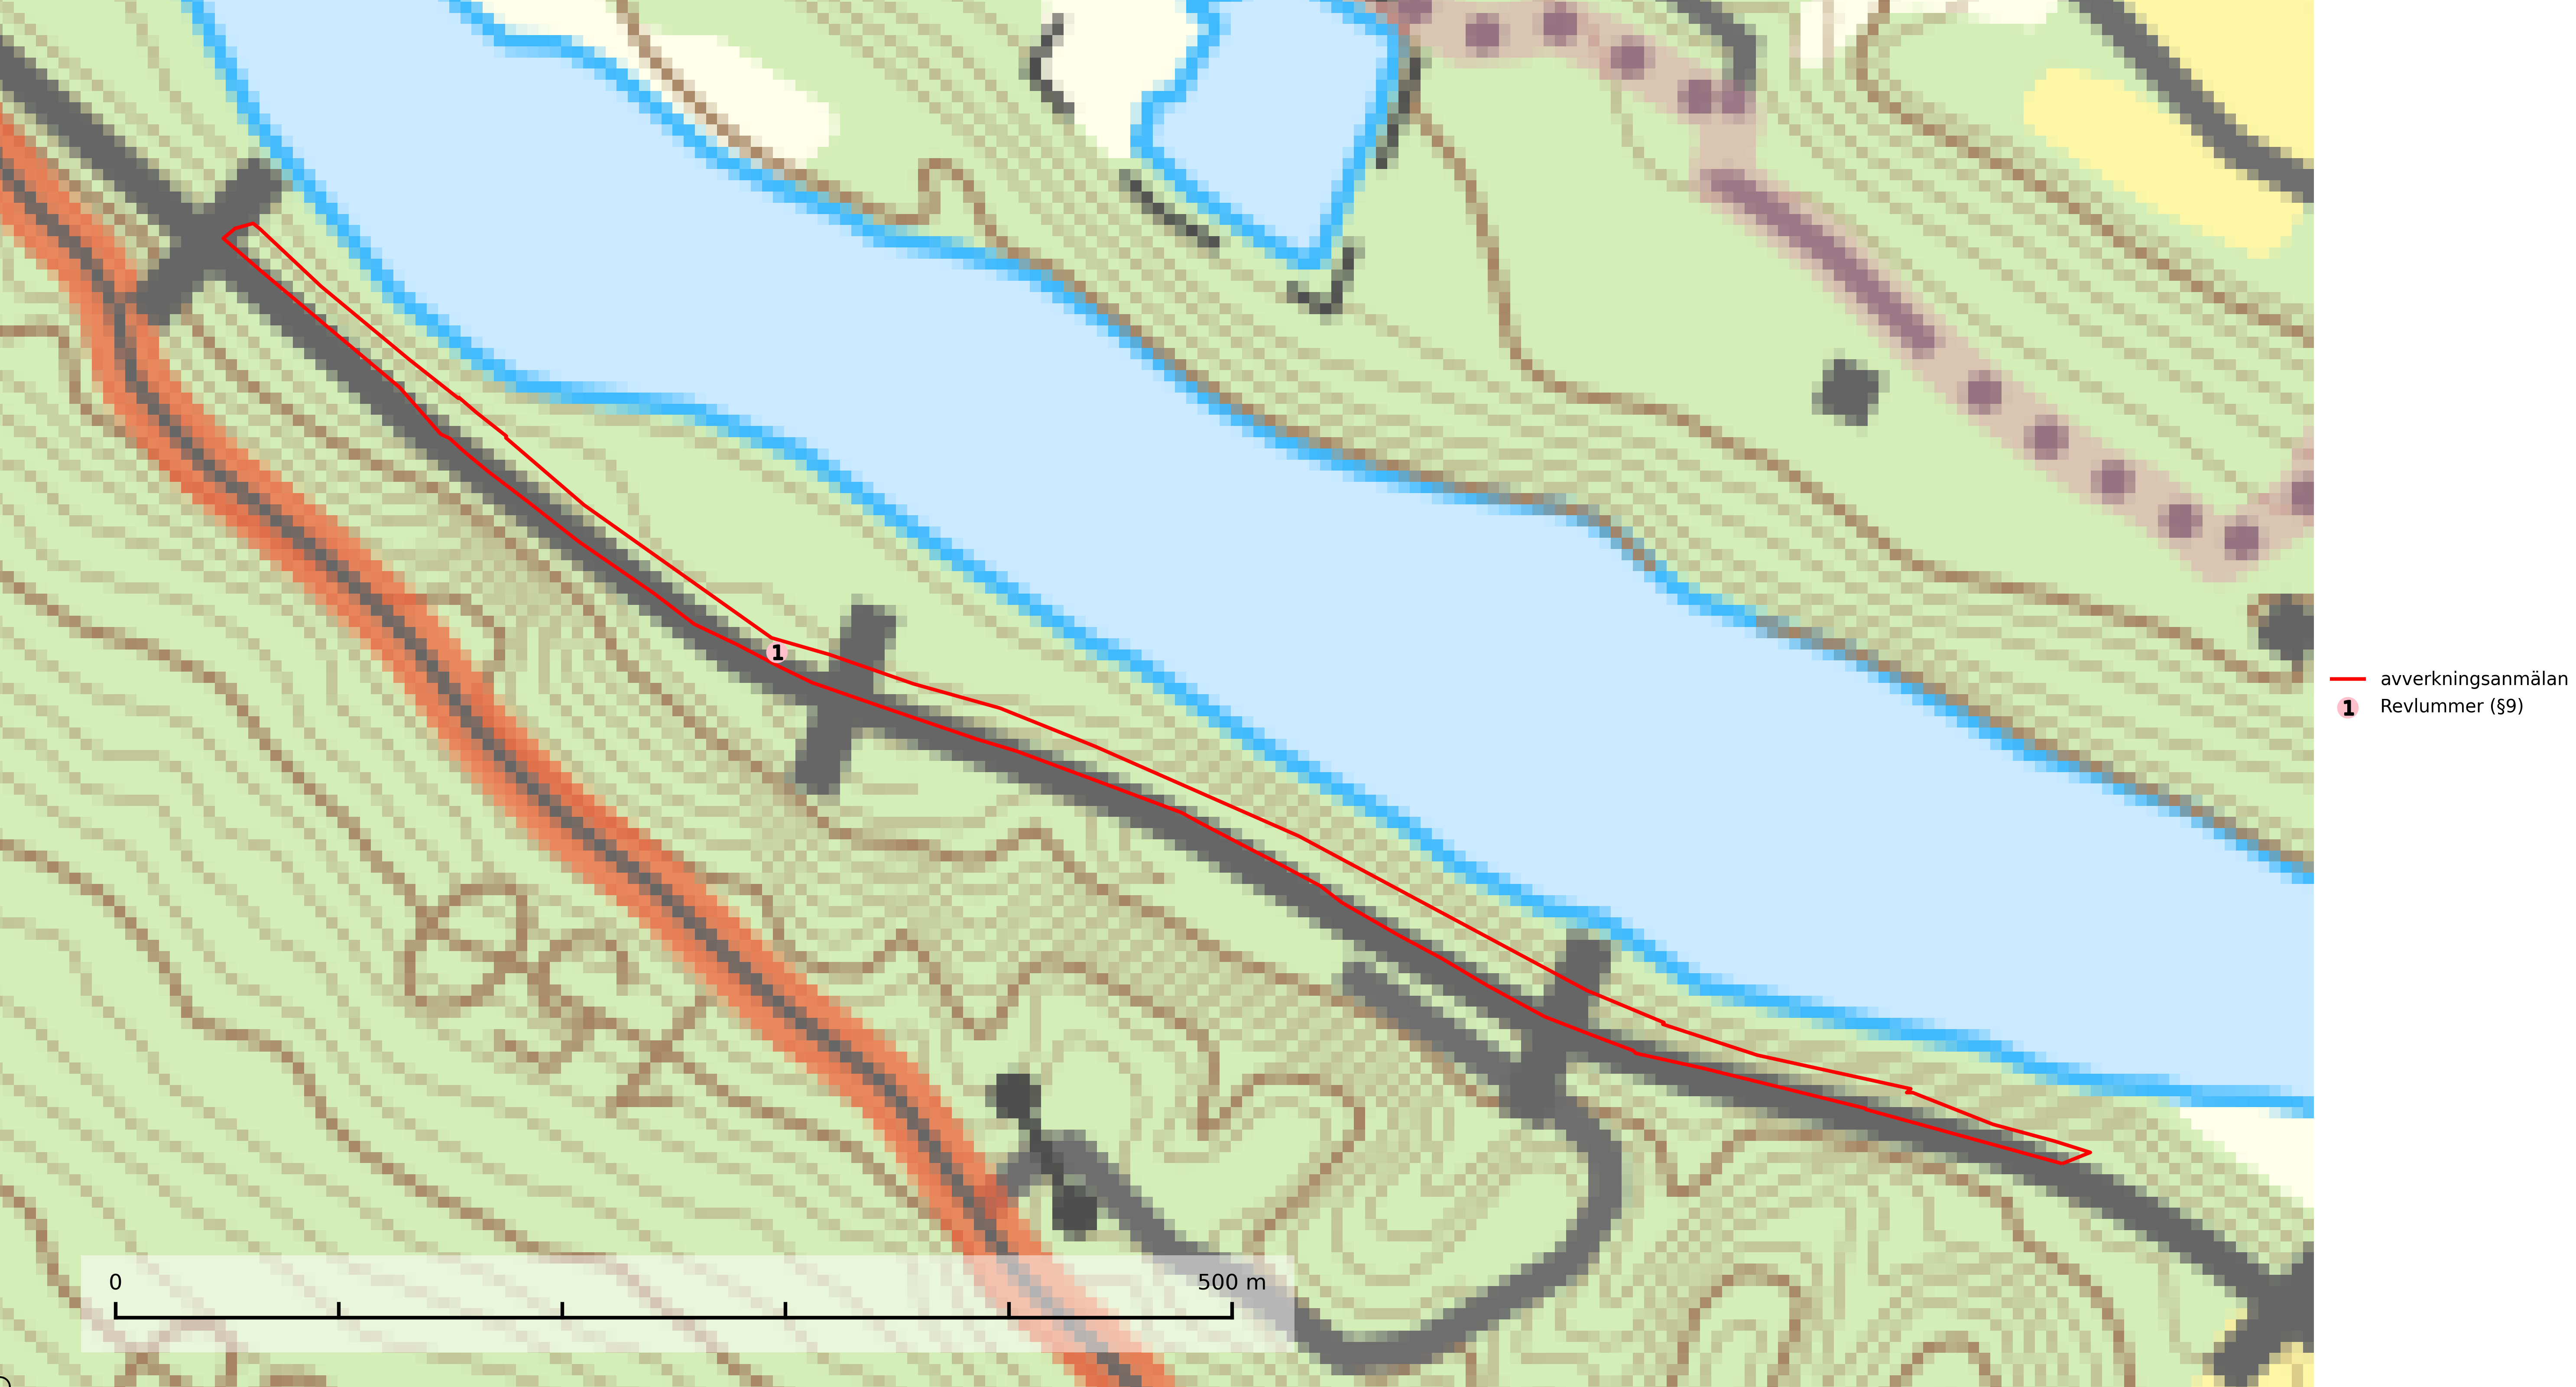 avverkningsanmälan
1 Revlummer (§9)
1
0 500 m